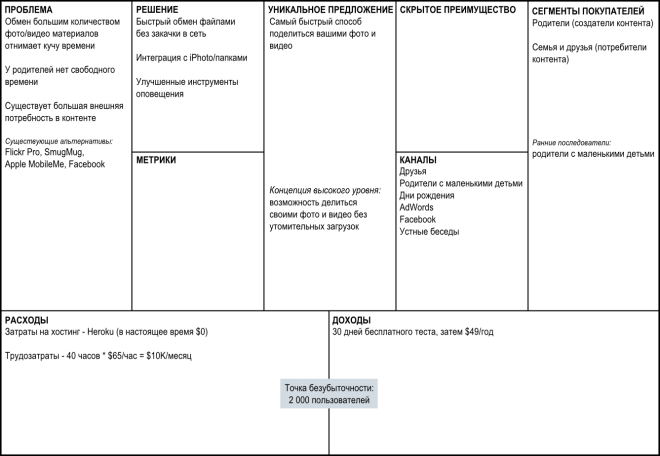 ПРОБЛЕМА
Обмен большим количеством
фото/видео материалов
отнимает кучу времени
У родителей нет свободного
времени
Существует большая внешняя
потребность в контенте
Существующие альтернативы:
Flickr Pro, SmugMug,
Apple MobileMe, Facebook
РЕШЕНИЕ
Быстрый обмен файлами
без закачки в сеть
Интеграция с iPhoto/папками
Улучшенные инструменты
оповещения
МЕТРИКИ
УНИКАЛЬНОЕ ПРЕДЛОЖЕНИЕ
Самый быстрый способ
поделиться вашими фото и
видео
Концепция высокого уровня:
возможность делиться
своими фото и видео без
утомительных загрузок
СКРЫТОЕ ПРЕИМУЩЕСТВО
КАНАЛЫ
Друзья
Родители с маленькими детьми
Дни рождения
AdWords
Facebook
Устные беседы
СЕГМЕНТЫ ПОКУПАТЕЛЕЙ
Родители (создатели контента)
Семья и друзья (потребители
контента)
Ранние последователи:
родители с маленькими детьми
РАСХОДЫ
Затраты на хостинг - Heroku (в настоящее время $0)
Трудозатраты - 40 часов * $65/час = $10K/месяц
ДОХОДЫ
30 дней бесплатного теста, затем $49/год
Точка безубыточности:
2 000 пользователей